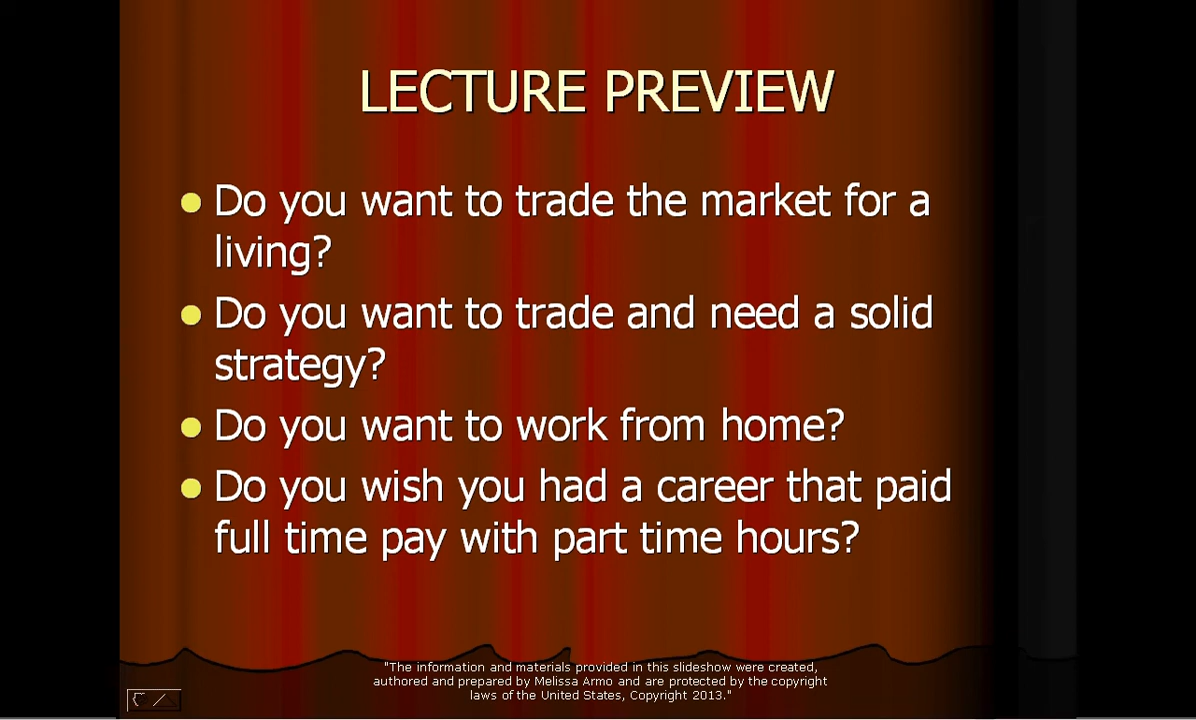 LECTURE PREVIEW
Do you want to trade the market for a
living?
Do you want to trade and need a solid
strategy?
Do you want to work from home?
Do you wish you had a career that paid
full time pay with part time hours?
"The information and materials provided in this slideshow were created,
authored and prepared by Melissa Armo and are protected by the copyright
laws of the United States, Copyright 2013."